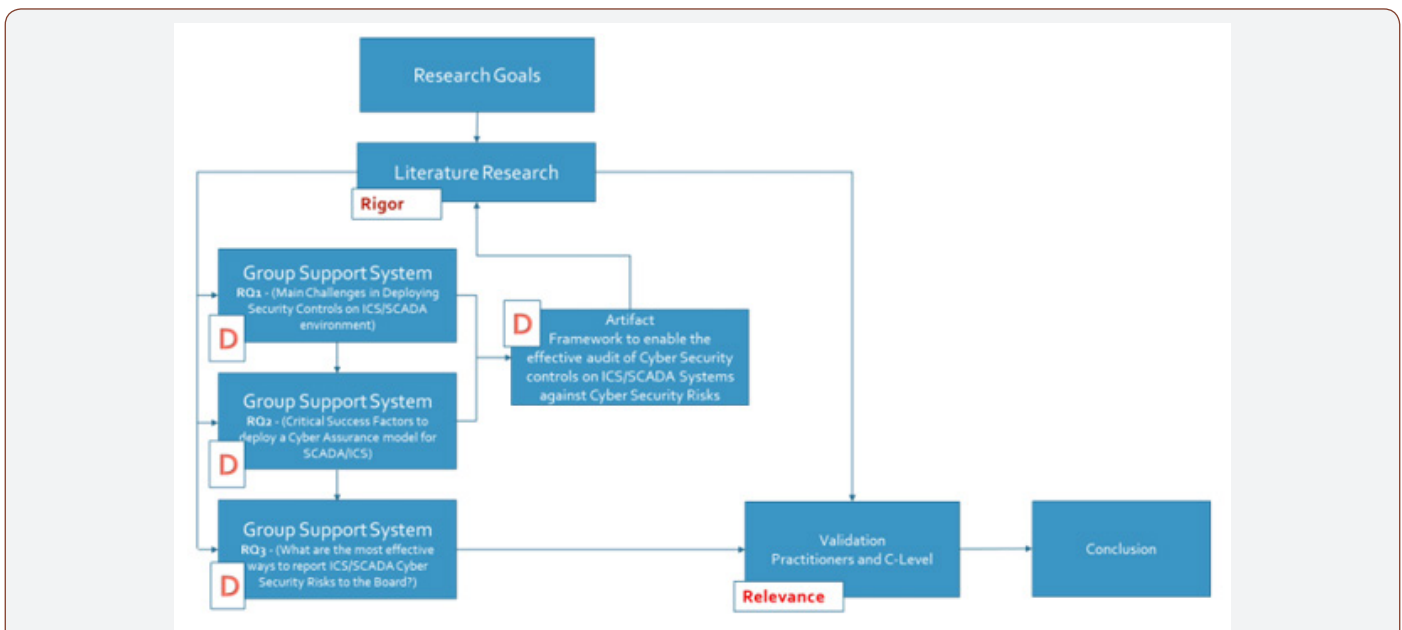 Research Goals
Literature Research
Rigor
Group Support System
RQ1 - (Main Challenges in Deploying
Security Controls on ICS/SCADA
environment)
D
Group Support System
RQ2 - (Critical Success Factors to
deploy a Cyber Assurance model for
SCADA/ICS)
D
Group Support System
RQ3 - (What are the most effective
ways to report ICS/SCADA Cyber
Security Risks to the Board?)
D
D
Artifact
Framework to enable the
effective audit of Cyber Security
controls on ICS/SCADA Systems
against Cyber Security Risks
Validation
Practitioners and C-Level
Relevance
Conclusion